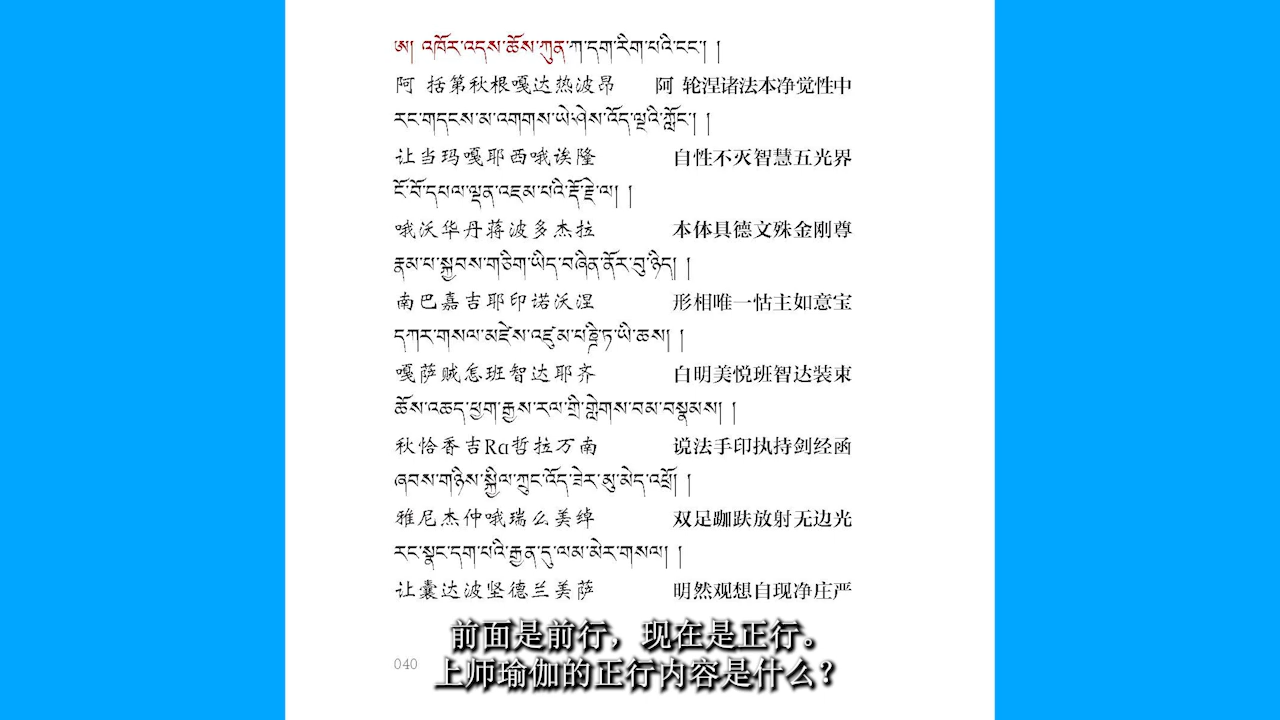 ཨ། འཁོར་འདས་ཆོས་ཀུན་ཀ་དག་རིག་པའི་ངང་། །
阿 括第秋根嘎达热波昂 阿 轮涅诸法本净觉性中
རང་གདངས་མ་འགགས་ཡེ་ཤེས་འོད་ལྔའི་ཀློང་། །
让当玛嘎耶西哦诶隆 自性不灭智慧五光界
ངོ་བོ་དཔལ་ལྡན་འཇམ་པའི་རྡོ་རྗེ་ལ། །
哦沃华丹蒋波多杰拉 本体具德文殊金刚尊
རྣམ་པ་སྐྱབས་གཅིག་ཡིད་བཞིན་ནོར་བུ་ཉིད། །
南巴嘉吉耶印诺沃涅 形相唯一怙主如意宝
དཀར་གསལ་མཛེས་འཛུམ་པཎྜི་ཏ་ཡི་ཆས། །
嘎萨贼怎班智达耶齐 白明美悦班智达装束
ཆོས་འཆད་ཕྱག་རྒྱས་རལ་གྲི་གླེགས་བམ་བསྣམས། །
秋恰香吉Ra哲拉万南 说法手印执持剑经函
ཞབས་གཉིས་སྐྱིལ་ཀྲུང་འོད་ཟེར་མུ་མེད་འཕྲོ། །
雅尼杰仲哦瑞么美绰 双足跏趺放射无边光
རང་སྣང་དག་པའི་རྒྱན་དུ་ལམ་མེར་གསལ། །
让囊达波坚德兰美萨 明然观想自现净庄严
前面是前行，现在是正行。
040
上师瑜伽的正行内容是什么？